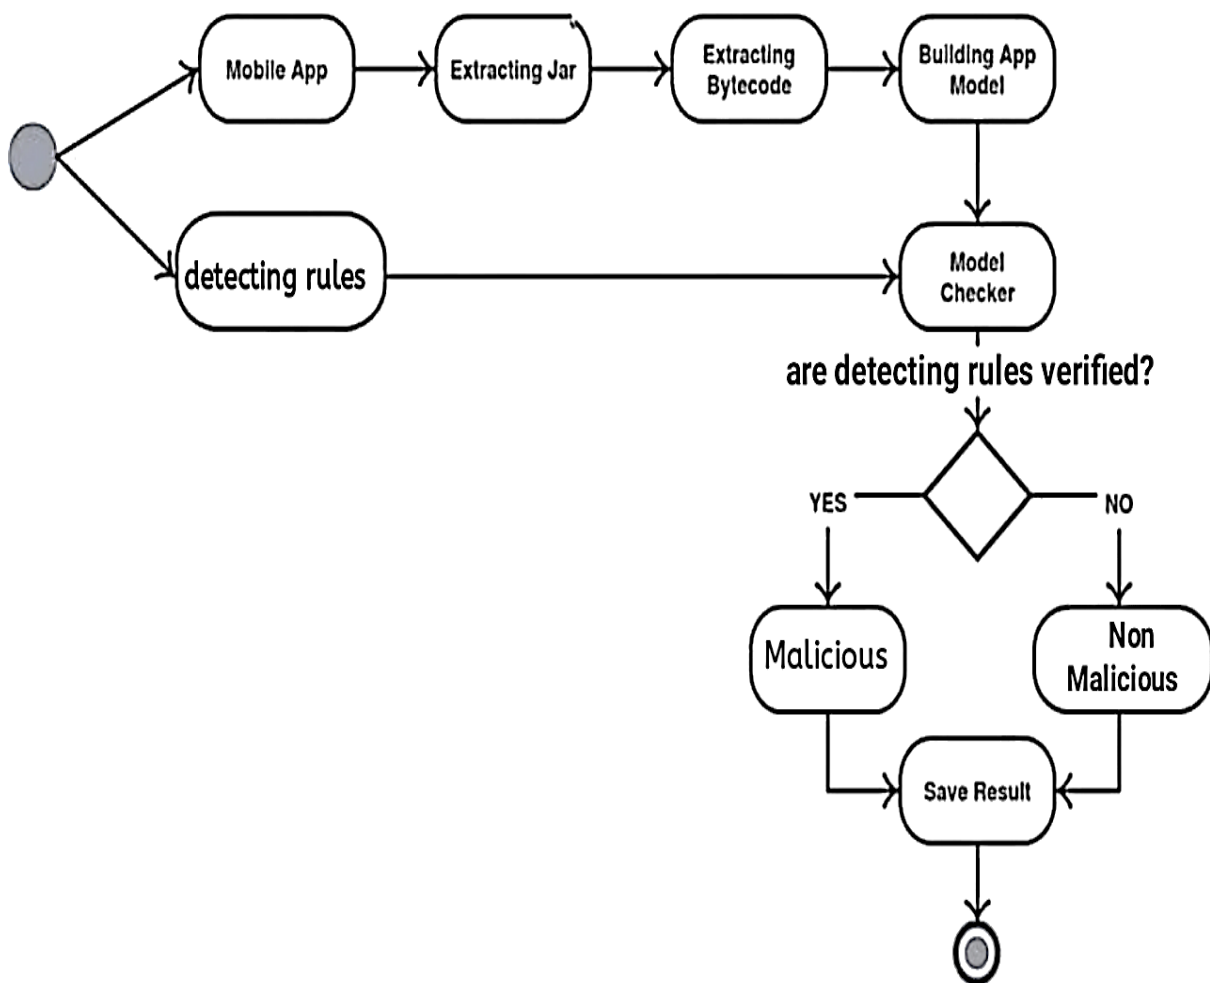 Mobile App
Extracting Jar
Extracting
Bytecode
Building App
Model
detecting rules
Model
Checker
are detecting rules verified?
YES
NO
Malicious
Non
Malicious
Save Result